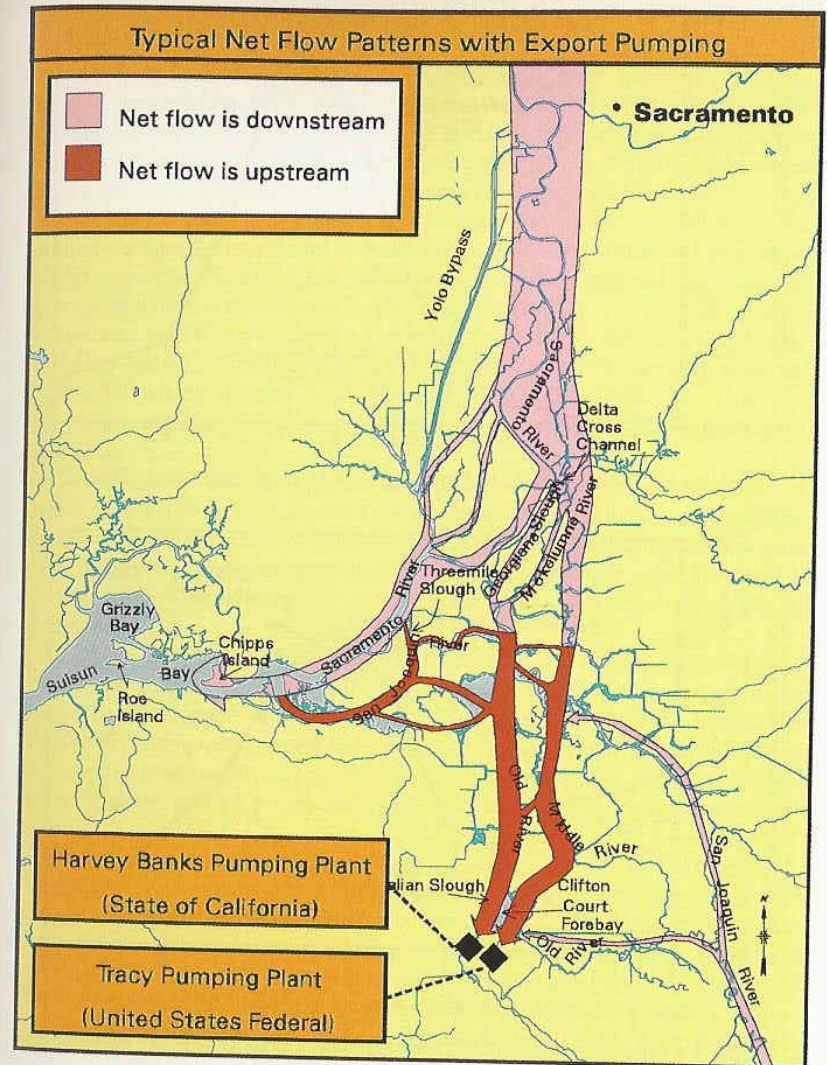 Typical Net Flow Patterns with Export Pumping
Net flow is downstream
Net flow is upstream
Sacramento
Yolo Bypass
Sacramento
River
Delta
Cross
Channel
Georgiana Slough
Mokelumne River
Threemile
Slough
River
Sacramento
River
San Joaquin
Grizzly
Bay
Chipps
Island
Suisun
Bay
Roe
Island
Old
River
Middle
River
San Joaquin
River
Harvey Banks Pumping Plant
(State of California)
alian Slough
Clifton
Court
Forebay
Old River
Tracy Pumping Plant
(United States Federal)